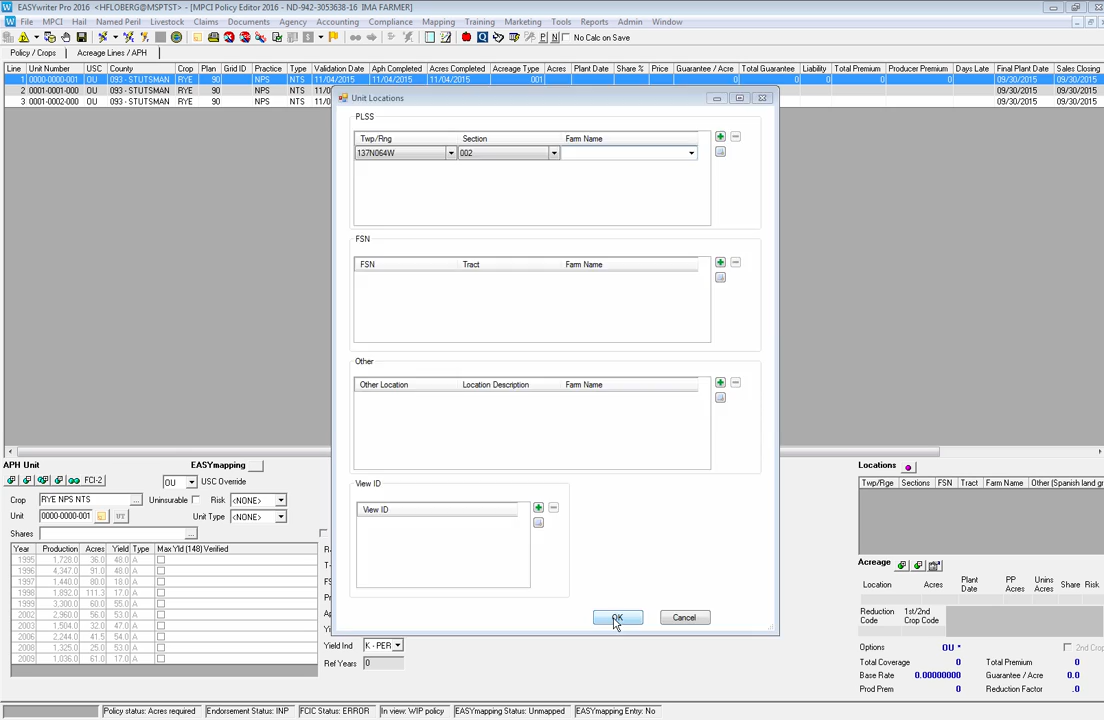 EASYwriter Pro 2016 - <HFLOBERG@MSPTST> - [MPCI Policy Editor 2016 - ND-942-3053638-16 IMA FARMER]
File MPCI Hail Named Peril Livestock Claims Documents Agency Accounting Compliance Mapping Training Marketing Tools Reports Admin Window
No Calc on Save
Policy / Crops Acreage Lines / APH
Line Unit Number USC County Crop Plan Grid ID Practice Type Validation Date Aph Completed Acres Completed Acreage Type Acres Plant Date Share % Price Guarantee / Acre Total Guarantee Liability Total Premium Producer Premium Days Late Final Plant Date Sales Closing
1 0000-0000-001 OU 093 - STUTSMAN RYE 90 NPS NTS 11/04/2015 11/04/2015 11/04/2015 001 0 0 0 0 0 09/30/2015 09/30/2015
2 0001-0001-000 OU 093 - STUTSMAN RYE 90 NPS NTS 11/0 09/30/2015 09/30/2015
3 0001-0002-000 OU 093 - STUTSMAN RYE 90 NPS NTS 11/0 09/30/2015 09/30/2015
Unit Locations
PLSS
Twp/Rng Section Farm Name
137N064W 002
FSN
FSN Tract Farm Name
Other
Other Location Location Description Farm Name
View ID
View ID
OK Cancel
APH Unit EASYmapping
FCI-2 OU USC Override
Crop RYE NPS NTS ... Uninsurable Risk <NONE>
Unit 0000-0000-001 UT Unit Type <NONE>
Shares ...
Year Production Acres Yield Type Max Yld (148) Verified
1995 1,728.0 36.0 48.0 A
1996 4,347.0 91.0 48.0 A
1997 1,440.0 80.0 18.0 A
1998 1,892.0 111.3 17.0 A
1999 3,300.0 60.0 55.0 A
2002 2,960.0 56.0 53.0 A
2003 1,504.0 32.0 47.0 A
2006 2,244.0 41.5 54.0 A
2008 1,325.0 25.0 53.0 A
2009 1,036.0 61.0 17.0 A
Yield Ind K - PER
Ref Years 0
Locations
Twp/Rge Sections FSN Tract Farm Name Other (Spanish land gr
Acreage
Location Acres Plant Date PP Acres Unins Acres Share Risk
Reduction Code 1st/2nd Crop Code
Options OU * 2nd Crop
Total Coverage 0 Total Premium 0
Base Rate 0.00000000 Guarantee / Acre 0.0
Prod Prem 0 Reduction Factor .0
Policy status: Acres required Endorsement Status: INP FCIC Status: ERROR In view: WIP policy EASYmapping Status: Unmapped EASYmapping Entry: No